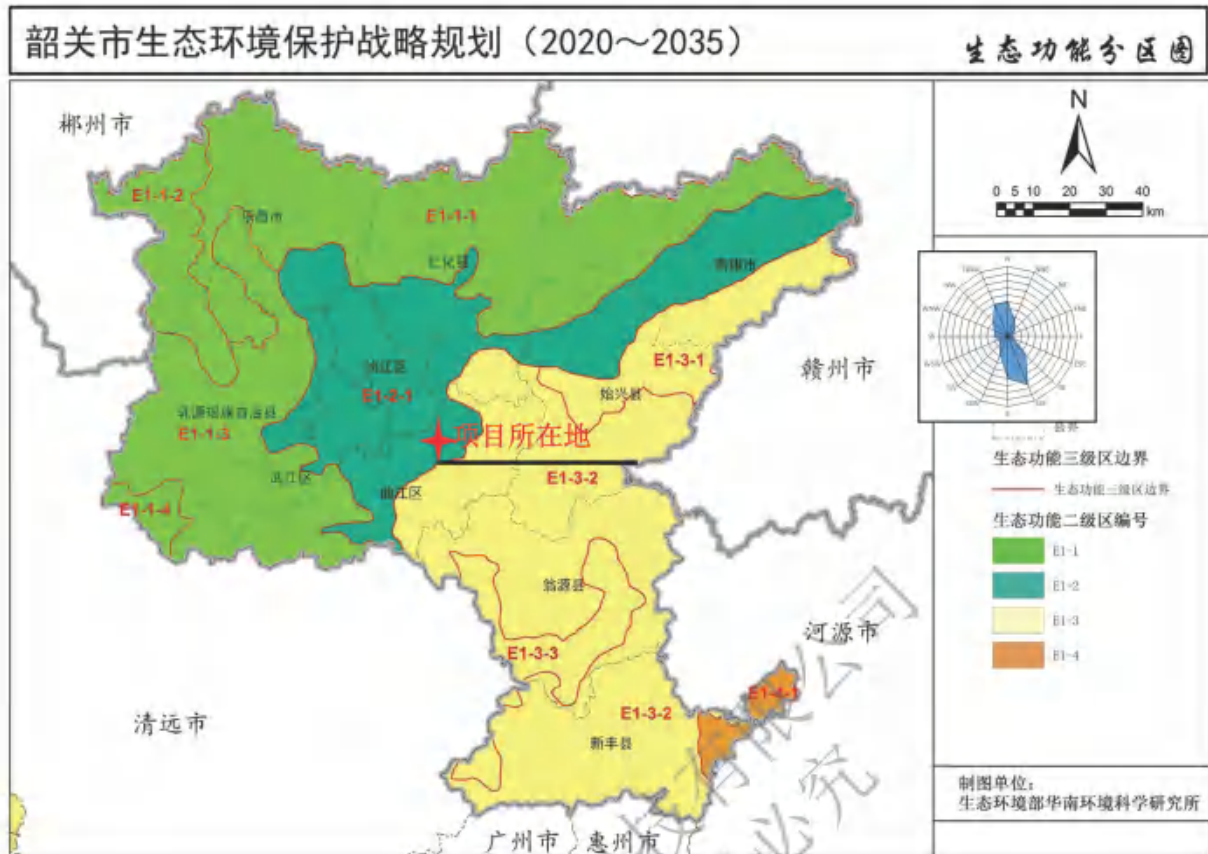 韶关市生态环境保护战略规划（2020～2035）
生态功能分区图
郴州市
N
0 5 10 20 30 40
km
E1-1-2
乐昌市
E1-1-1
仁化县
南雄市
E1-3-1
赣州市
浈江区
E1-2-1
始兴县
乳源瑶族自治县
E1-1-3
项目所在地
县界
生态功能三级区边界
生态功能三级区边界
E1-3-2
武江区
曲江区
E1-1-4
生态功能二级区编号
E1-1
E1-2
E1-3
E1-4
翁源县
河源市
E1-3-3
E1-4-1
清远市
E1-3-2
新丰县
制图单位：
生态环境部华南环境科学研究所
广州市
惠州市
有限公司
必究